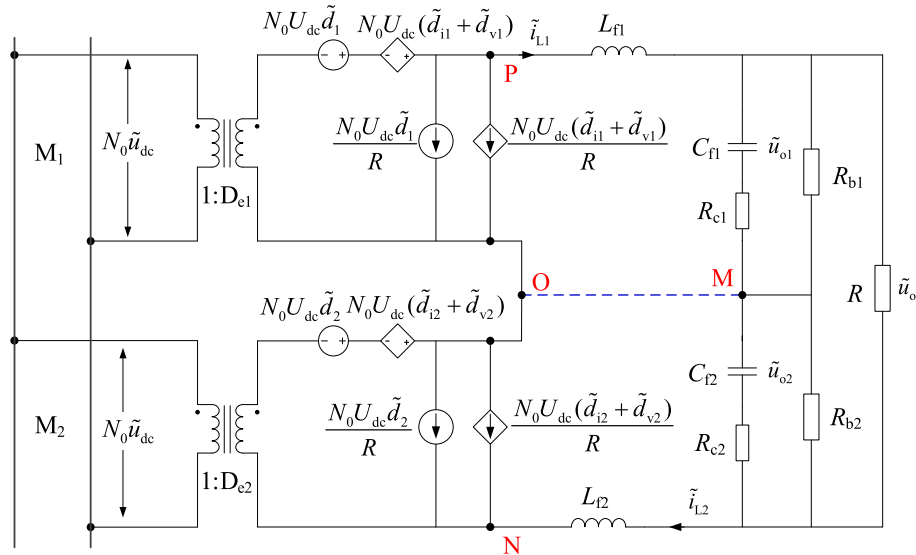 N₀U_dc d̃₁ N₀U_dc(d̃_i1 + d̃_v1)
ĩ_L1
L_f1
P
M₁
N₀ũ_dc
1:D_e1
N₀U_dc d̃₁ / R
N₀U_dc(d̃_i1 + d̃_v1) / R
C_f1
ũ_o1
R_c1
R_b1
O
M
R
ũ_o
N₀U_dc d̃₂ N₀U_dc(d̃_i2 + d̃_v2)
M₂
N₀ũ_dc
1:D_e2
N₀U_dc d̃₂ / R
N₀U_dc(d̃_i2 + d̃_v2) / R
C_f2
ũ_o2
R_c2
R_b2
L_f2
ĩ_L2
N